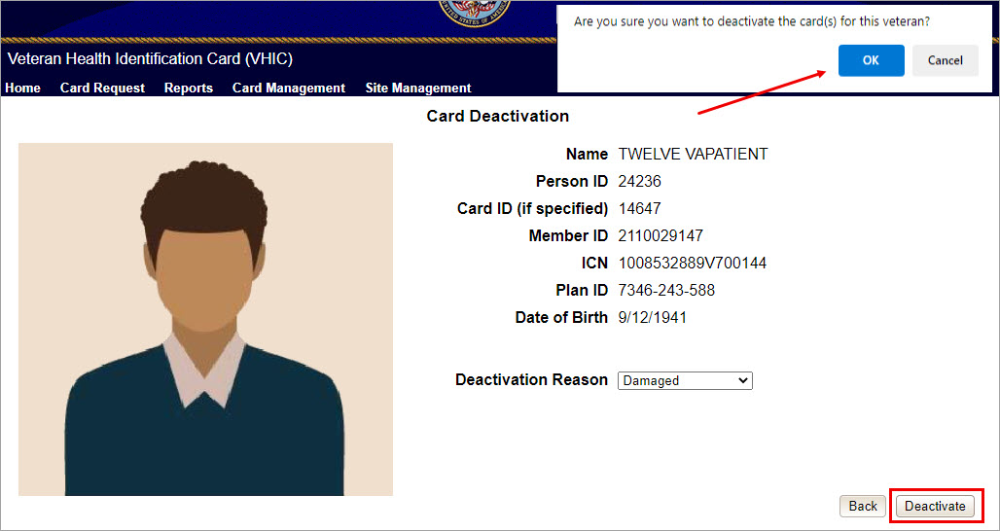 Are you sure you want to deactivate the card(s) for this veteran?
OK Cancel
Veteran Health Identification Card (VHIC)
Home Card Request Reports Card Management Site Management
Card Deactivation
Name TWELVE VAPATIENT
Person ID 24236
Card ID (if specified) 14647
Member ID 2110029147
ICN 1008532889V700144
Plan ID 7346-243-588
Date of Birth 9/12/1941
Deactivation Reason Damaged
Back Deactivate